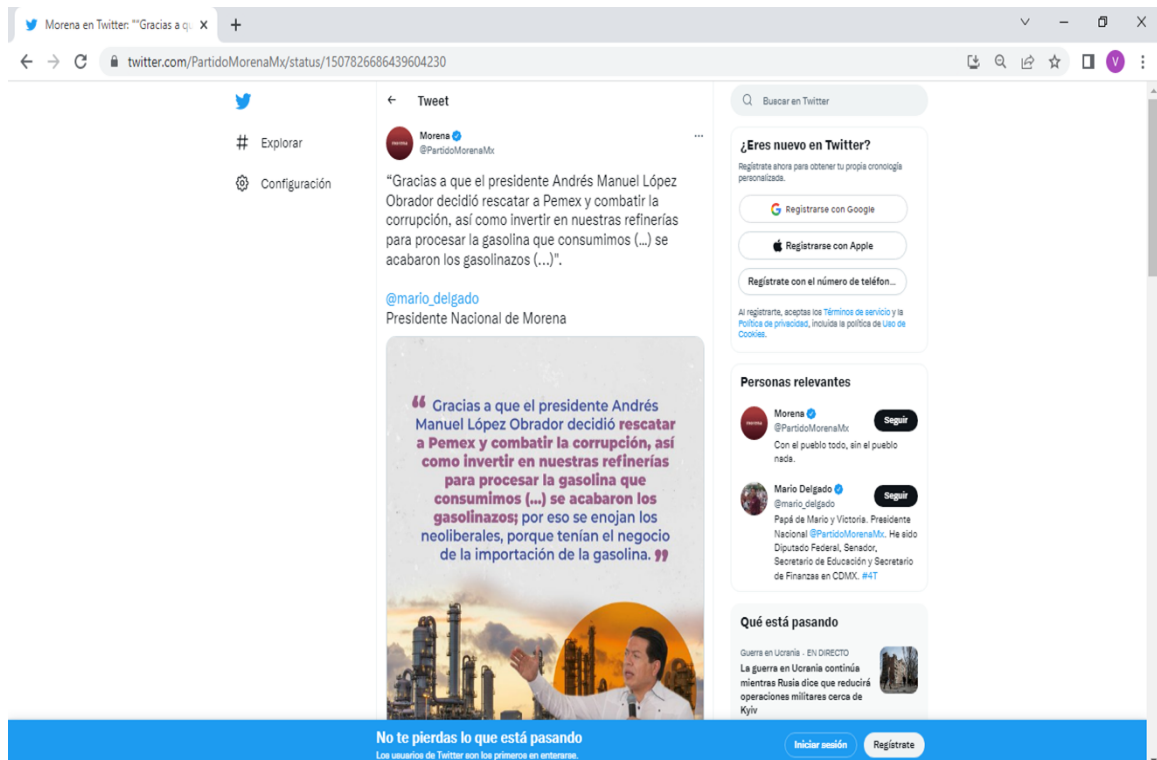 Morena en Twitter: ""Gracias a qu
twitter.com/PartidoMorenaMx/status/1507826686439604230
V
Explorar
Configuración
Tweet
Morena
@PartidoMorenaMx
“Gracias a que el presidente Andrés Manuel López
Obrador decidió rescatar a Pemex y combatir la
corrupción, así como invertir en nuestras refinerías
para procesar la gasolina que consumimos (...) se
acabaron los gasolinazos (...)".
@mario_delgado
Presidente Nacional de Morena
“ Gracias a que el presidente Andrés
Manuel López Obrador decidió rescatar
a Pemex y combatir la corrupción, así
como invertir en nuestras refinerías
para procesar la gasolina que
consumimos (...) se acabaron los
gasolinazos; por eso se enojan los
neoliberales, porque tenían el negocio
de la importación de la gasolina. ”
Buscar en Twitter
¿Eres nuevo en Twitter?
Regístrate ahora para obtener tu propia cronología
personalizada.
Registrarse con Google
Registrarse con Apple
Regístrate con el número de teléfon...
Al registrarte, aceptas los Términos de servicio y la
Política de privacidad, incluida la política de Uso de
Cookies.
Personas relevantes
Morena
@PartidoMorenaMx
Seguir
Con el pueblo todo, sin el pueblo
nada.
Mario Delgado
@mario_delgado
Seguir
Papá de Mario y Victoria. Presidente
Nacional @PartidoMorenaMx. He sido
Diputado Federal, Senador,
Secretario de Educación y Secretario
de Finanzas en CDMX. #4T
Qué está pasando
Guerra en Ucrania · EN DIRECTO
La guerra en Ucrania continúa
mientras Rusia dice que reducirá
operaciones militares cerca de
Kyiv
No te pierdas lo que está pasando
Los usuarios de Twitter son los primeros en enterarse.
Iniciar sesión
Regístrate